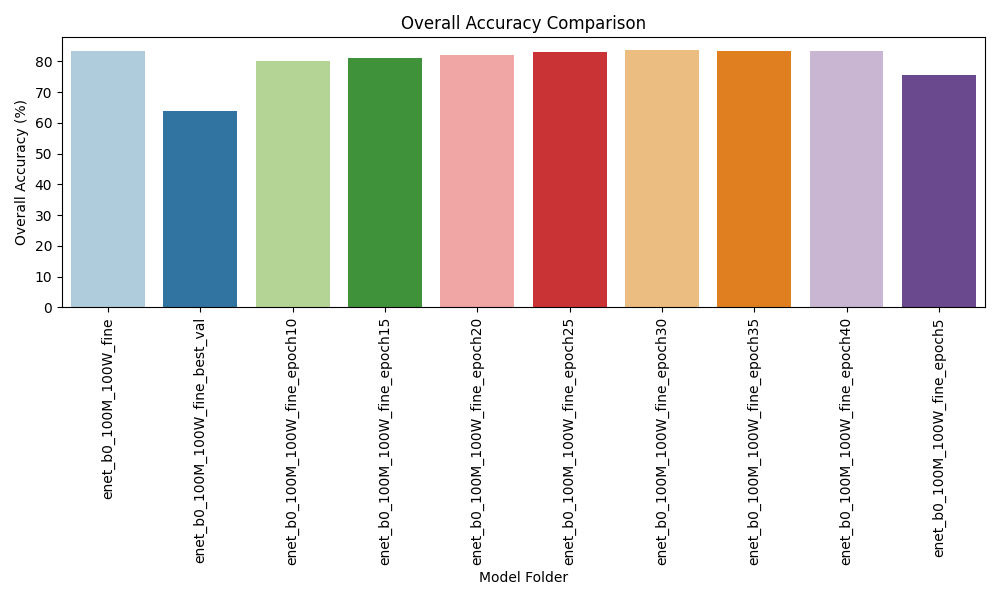 Overall Accuracy Comparison
Overall Accuracy (%)
80
70
60
50
40
30
20
10
0
enet_b0_100M_100W_fine
enet_b0_100M_100W_fine_best_val
enet_b0_100M_100W_fine_epoch10
enet_b0_100M_100W_fine_epoch15
enet_b0_100M_100W_fine_epoch20
enet_b0_100M_100W_fine_epoch25
enet_b0_100M_100W_fine_epoch30
enet_b0_100M_100W_fine_epoch35
enet_b0_100M_100W_fine_epoch40
enet_b0_100M_100W_fine_epoch5
Model Folder